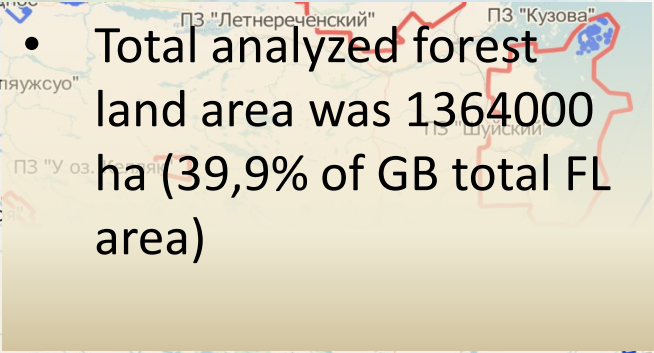 ПЗ "Летнереченский"
ПЗ "Кузова"
• Total analyzed forest
land area was 1364000
ha (39,9% of GB total FL
area)
ПЗ "Шуйский"
ПЗ "У оз.